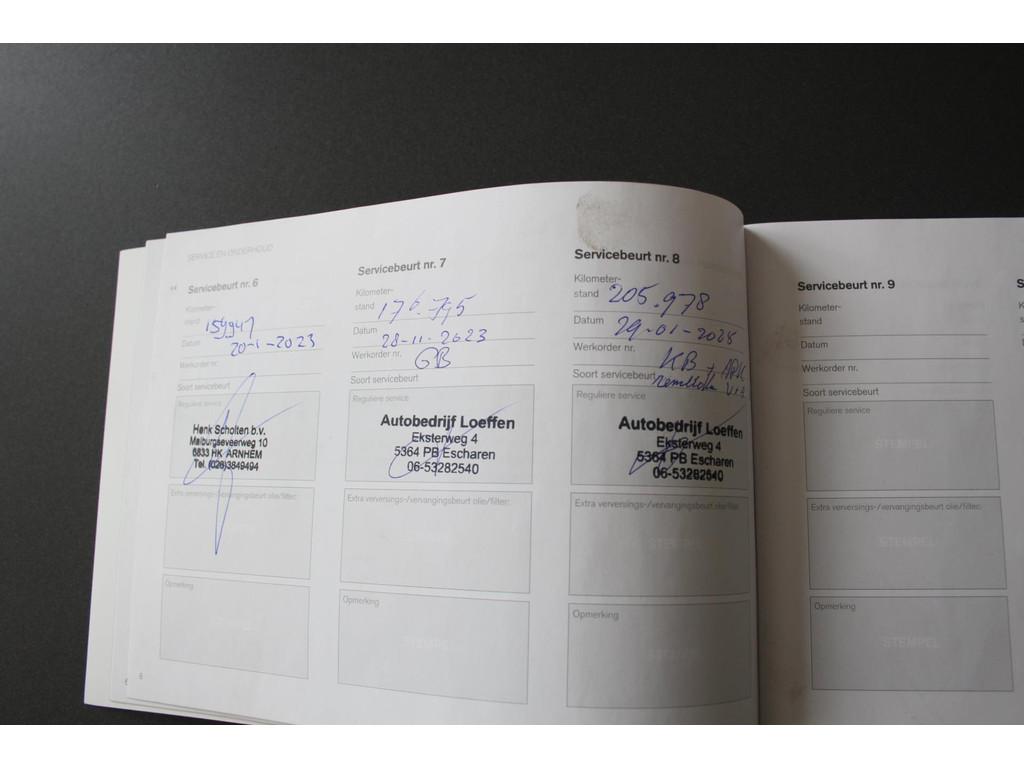 SERVICE EN ONDERHOUD
Servicebeurt nr. 6
Kilometer-
stand
20-1-2023
Datum
Werkorder nr.
Soort servicebeurt
Reguliere service
Henk Scholten b.v.
Malburgseveerweg 10
6833 HK ARNHEM
Tel. (026)3849494
Extra verversings-/vervangingsbeurt olie/filter:
Opmerking
6
Servicebeurt nr. 7
Kilometer-
stand
Datum 28-11-2023
Werkorder nr. GB
Soort servicebeurt
Reguliere service
Autobedrijf Loeffen
Eksterweg 4
5364 PB Escharen
06-53282540
Extra verversings-/vervangingsbeurt olie/filter:
Opmerking
Servicebeurt nr. 8
Kilometer-
stand 205.978
Datum 29-01-2025
Werkorder nr. KB + APK
Soort servicebeurt
Reguliere service
Autobedrijf Loeffen
Eksterweg 4
5364 PB Escharen
06-53282540
Extra verversings-/vervangingsbeurt olie/filter:
STEMPEL
Opmerking
STEMPEL
Servicebeurt nr. 9
Kilometer-
stand
Datum
Werkorder nr.
Soort servicebeurt
Reguliere service
STEMPEL
Extra verversings-/vervangingsbeurt olie/filter:
STEMPEL
Opmerking
STEMPEL
S